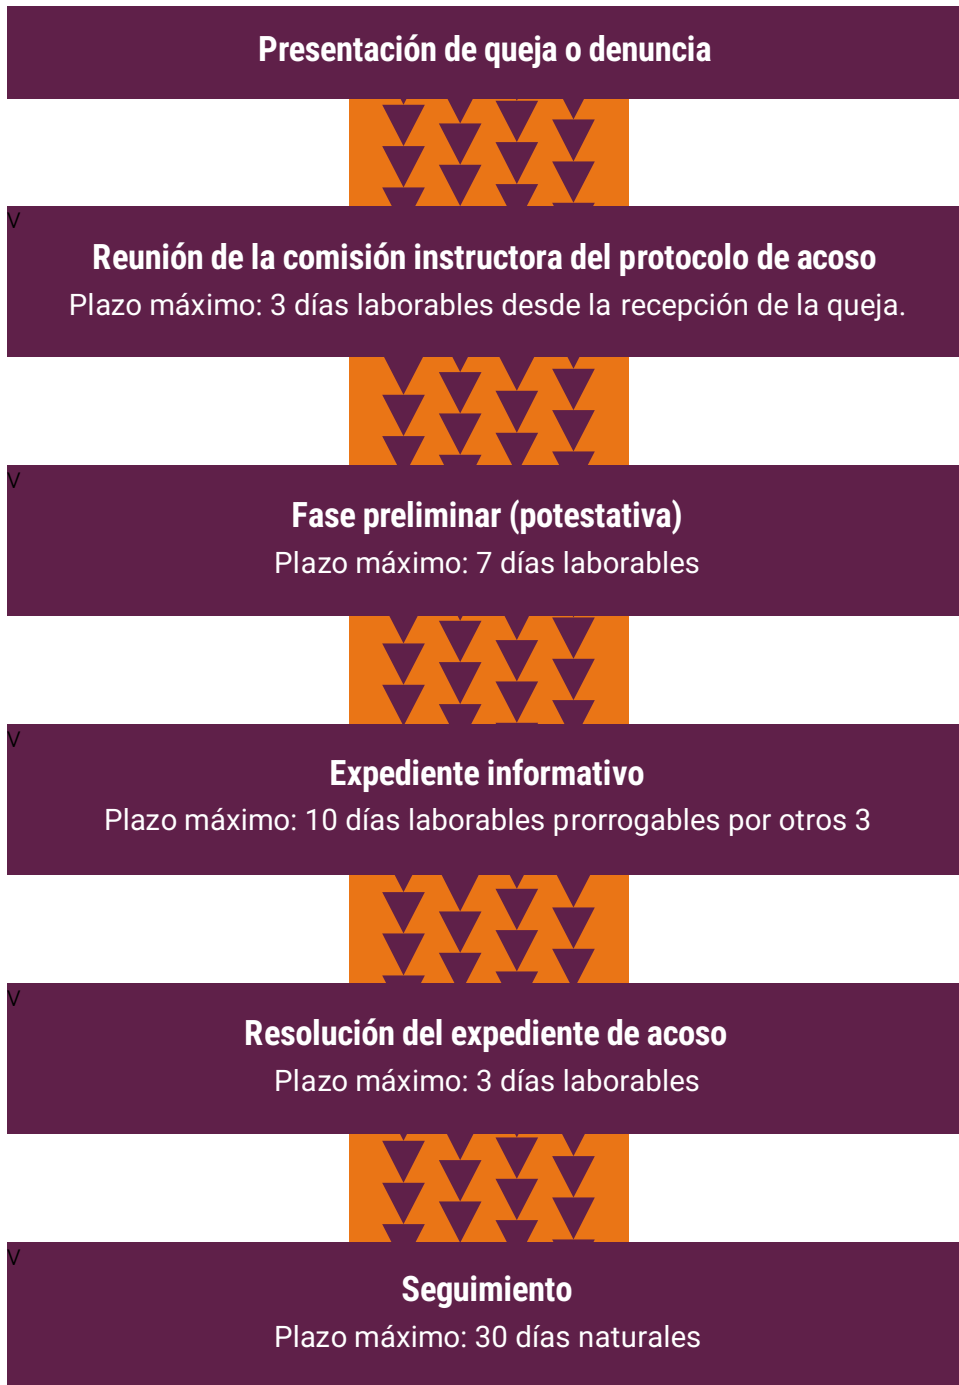 Presentación de queja o denuncia
V
Reunión de la comisión instructora del protocolo de acoso
Plazo máximo: 3 días laborables desde la recepción de la queja.
V
Fase preliminar (potestativa)
Plazo máximo: 7 días laborables
V
Expediente informativo
Plazo máximo: 10 días laborables prorrogables por otros 3
V
Resolución del expediente de acoso
Plazo máximo: 3 días laborables
V
Seguimiento
Plazo máximo: 30 días naturales